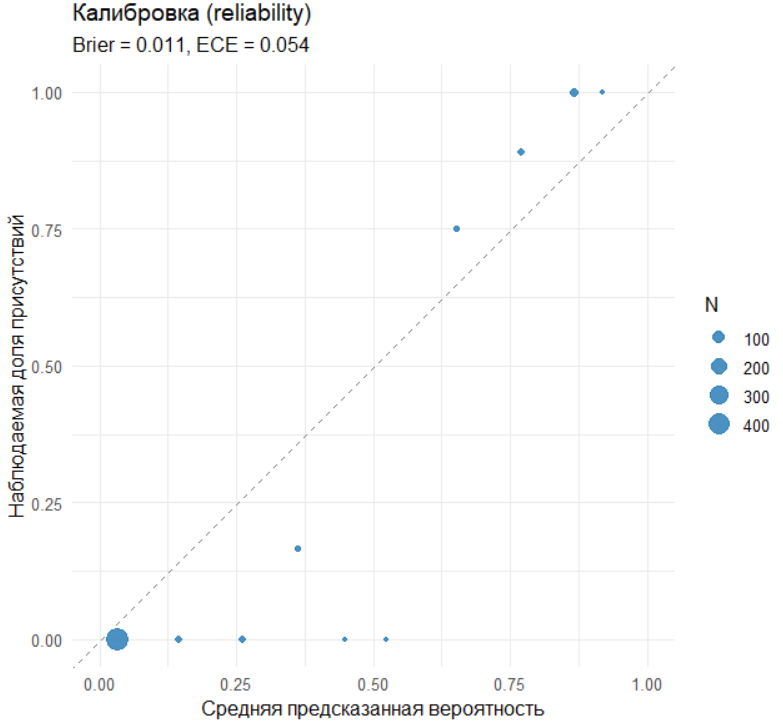 Калибровка (reliability)
Brier = 0.011, ECE = 0.054
1.00
0.75
0.50
0.25
0.00
Наблюдаемая доля присутствий
0.00 0.25 0.50 0.75 1.00
Средняя предсказанная вероятность
N
100
200
300
400